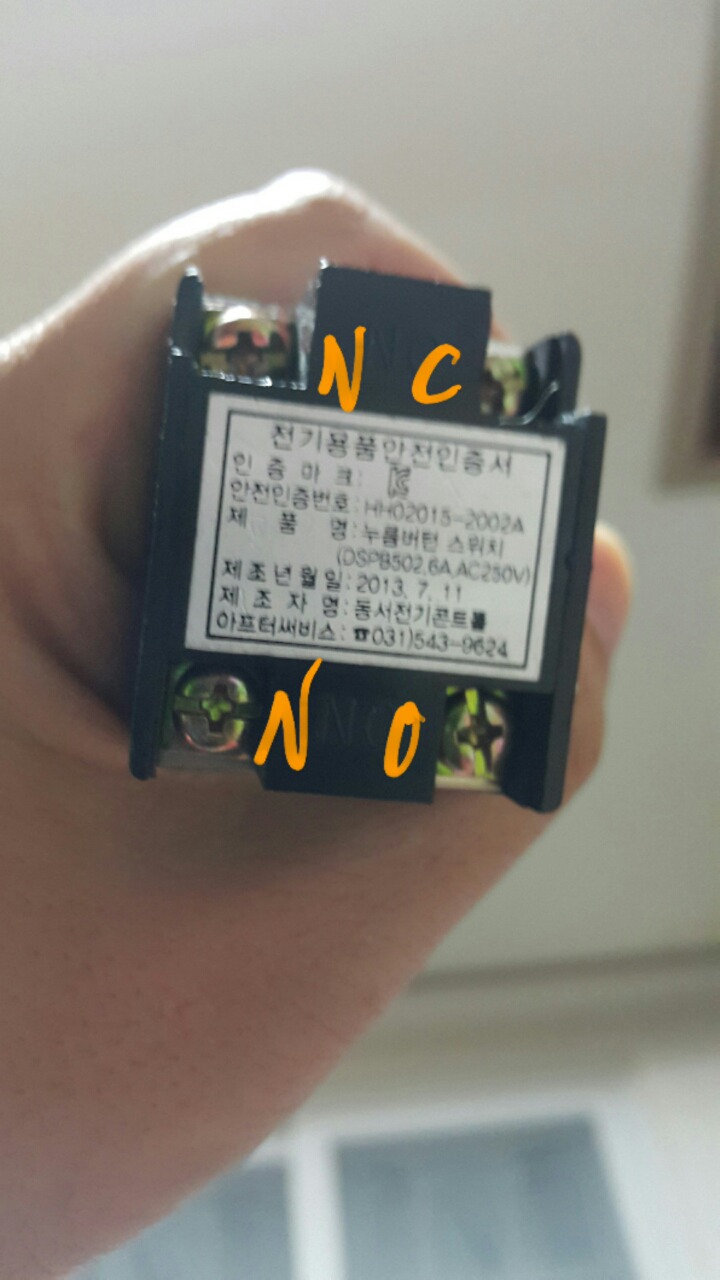 N C
전기용품안전인증서
인 증 마 크 :
안전인증번호 : HH02015-2002A
제 품 명 : 누름버턴 스위치
(DSPB502,6A,AC250V)
제조년월일 : 2013. 7. 11
제 조 자 명 : 동서전기콘트롤
아프터써비스 : ☎031)543-9624
N O